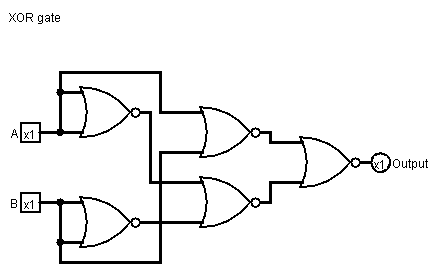 XOR gate
A x1
x1 Output
B x1